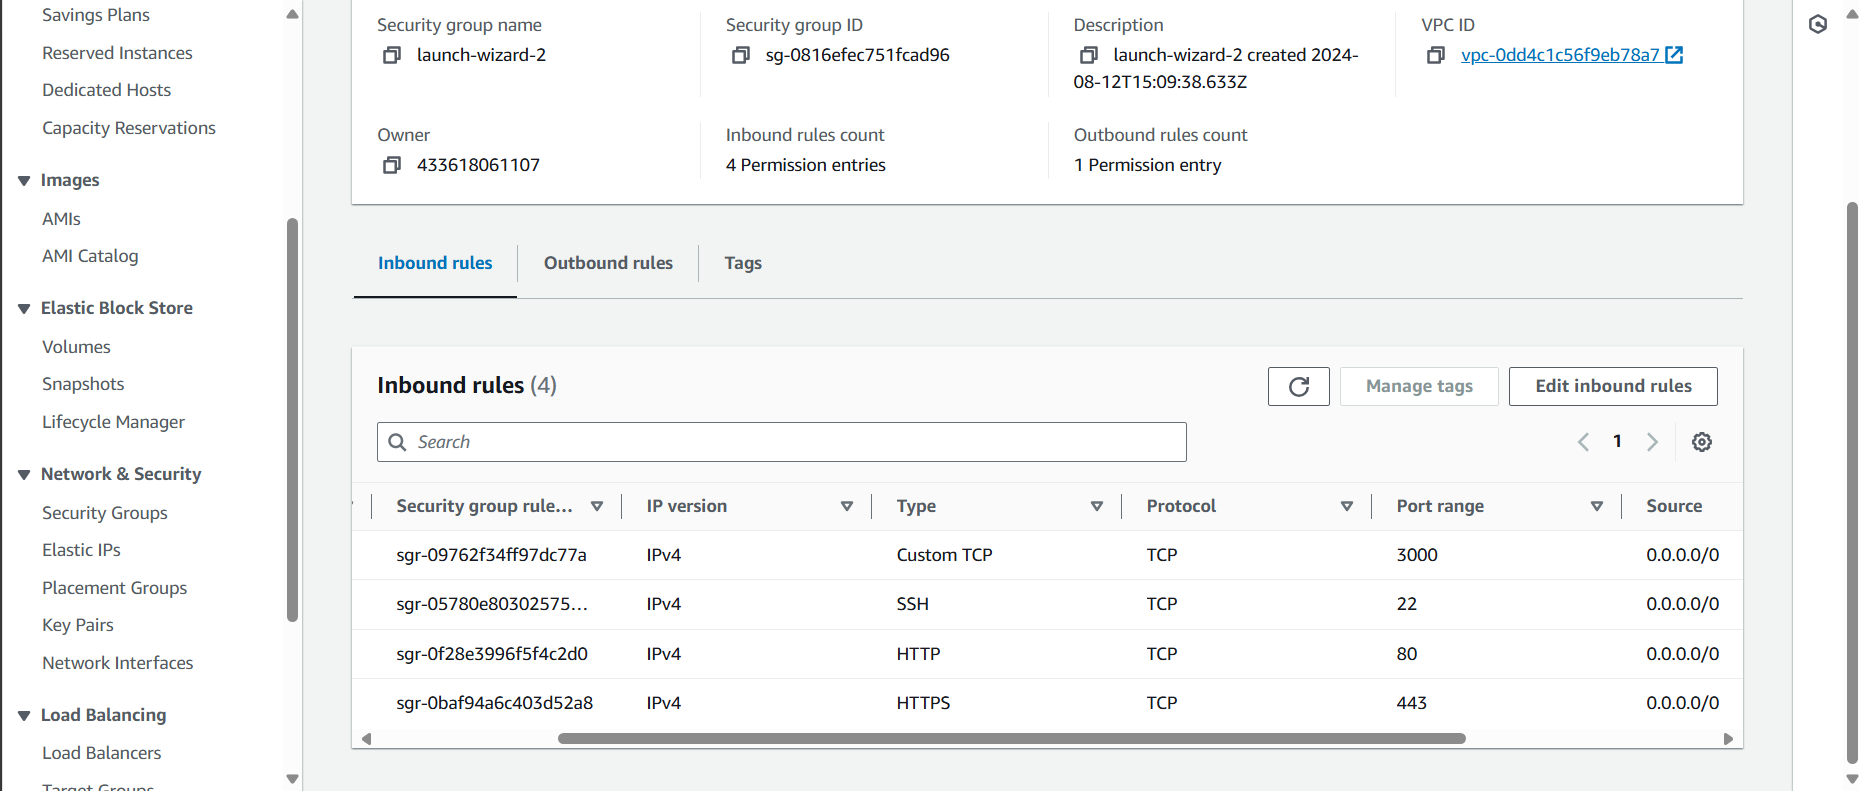 Savings Plans
Reserved Instances
Dedicated Hosts
Capacity Reservations
Images
AMIs
AMI Catalog
Elastic Block Store
Volumes
Snapshots
Lifecycle Manager
Network & Security
Security Groups
Elastic IPs
Placement Groups
Key Pairs
Network Interfaces
Load Balancing
Load Balancers
Target Groups
Security group name
launch-wizard-2
Security group ID
sg-0816efec751fcad96
Description
launch-wizard-2 created 2024-
08-12T15:09:38.633Z
VPC ID
vpc-0dd4c1c56f9eb78a7
Owner
433618061107
Inbound rules count
4 Permission entries
Outbound rules count
1 Permission entry
Inbound rules Outbound rules Tags
Inbound rules (4)
Manage tags Edit inbound rules
Search
1
Security group rule... IP version Type Protocol Port range Source
sgr-09762f34ff97dc77a IPv4 Custom TCP TCP 3000 0.0.0.0/0
sgr-05780e80302575... IPv4 SSH TCP 22 0.0.0.0/0
sgr-0f28e3996f5f4c2d0 IPv4 HTTP TCP 80 0.0.0.0/0
sgr-0baf94a6c403d52a8 IPv4 HTTPS TCP 443 0.0.0.0/0